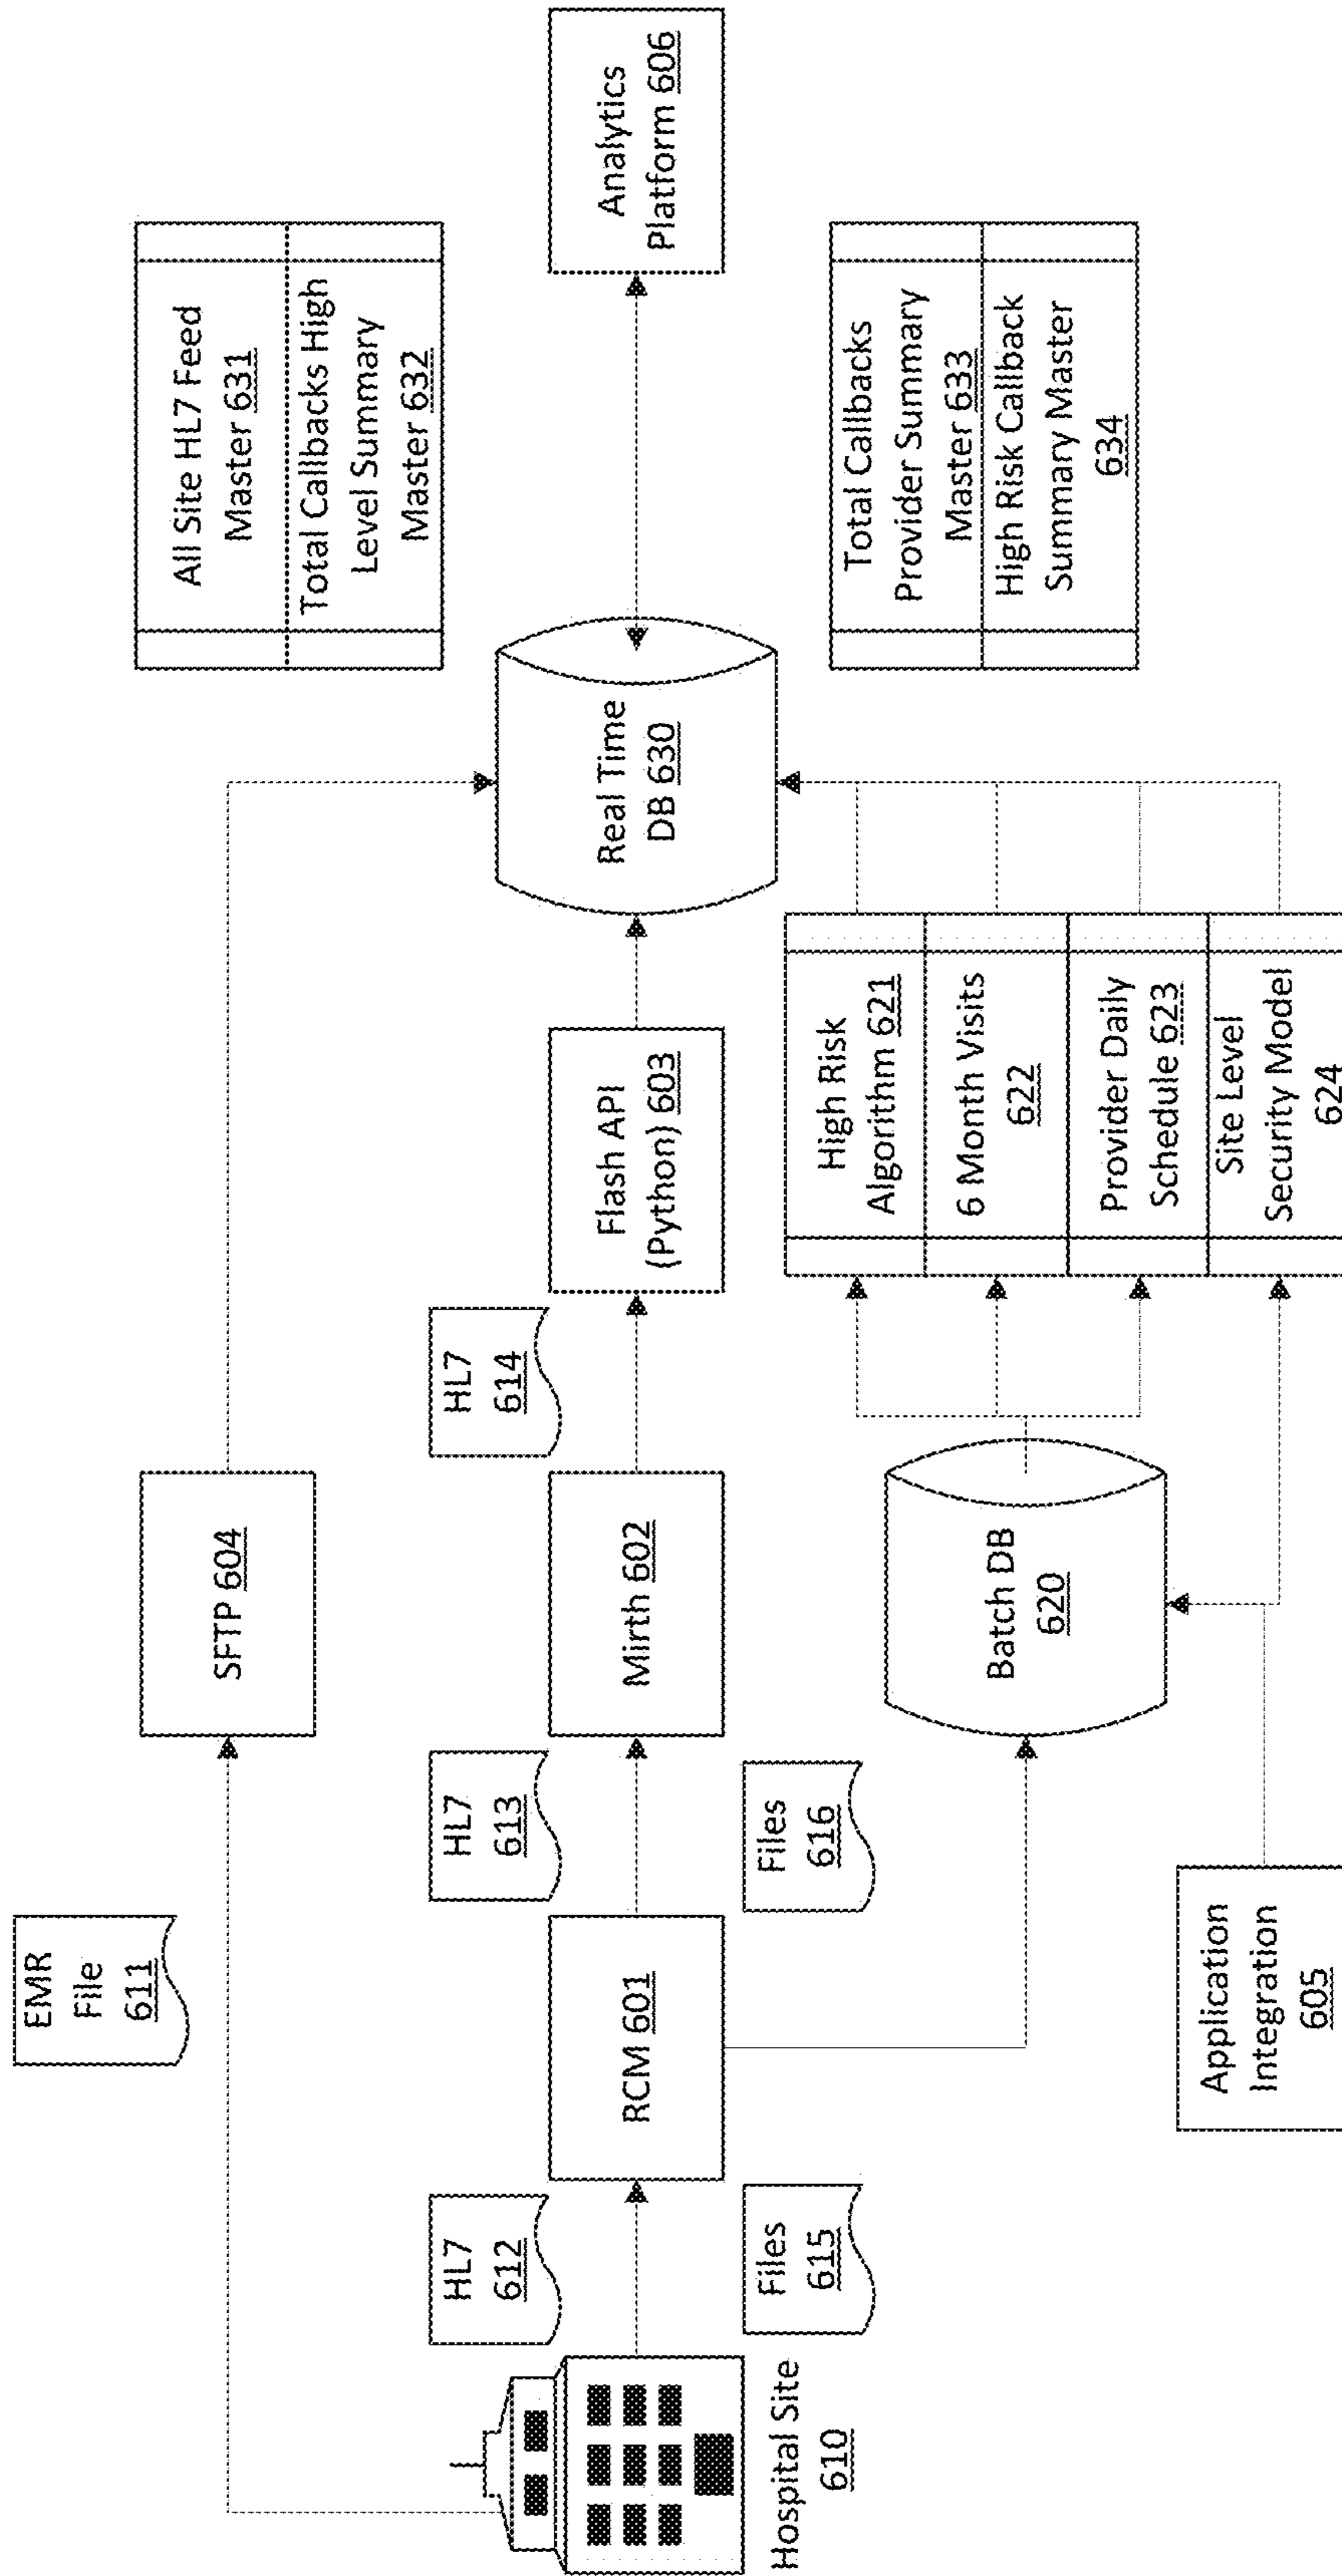 EMR
File
611
SFTP 604
All Site HL7 Feed
Master 631
Total Callbacks High
Level Summary
Master 632
HL7
612
HL7
613
HL7
614
Hospital Site
610
RCM 601
Mirth 602
Flash API
(Python) 603
Real Time
DB 630
Analytics
Platform 606
Files
615
Files
616
Batch DB
620
High Risk
Algorithm 621
6 Month Visits
622
Provider Daily
Schedule 623
Site Level
Security Model
624
Total Callbacks
Provider Summary
Master 633
High Risk Callback
Summary Master
634
Application
Integration
605